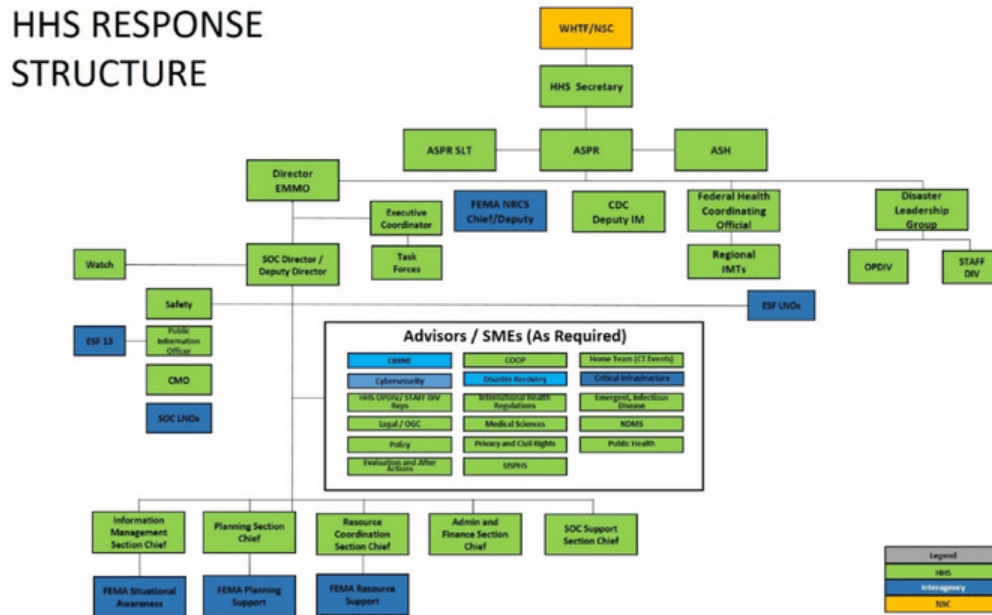 HHS RESPONSE
STRUCTURE
WHTF/NSC
HHS Secretary
ASPR SLT
ASPR
ASH
Director
EMMO
Executive
Coordinator
FEMA NRCS
Chief/Deputy
CDC
Deputy IM
Federal Health
Coordinating
Official
Disaster
Leadership
Group
Watch
SOC Director /
Deputy Director
Task
Forces
Regional
IMTs
OPDIV
STAFF
DIV
Safety
ESF LNOs
ESF 13
Public
Information
Officer
CMO
SOC LNOs
Advisors / SMEs (As Required)
CBRNE
COOP
Home Team (CT Events)
Cybersecurity
Disaster Recovery
Critical Infrastructure
HHS OPDIV/ STAFF DIV
Reps
International Health
Regulations
Emergent, Infectious
Disease
Legal / OGC
Medical Sciences
NDMS
Policy
Privacy and Civil Rights
Public Health
Evaluation and After
Actions
USPHS
Information
Management
Section Chief
Planning Section
Chief
Resource
Coordination
Section Chief
Admin and
Finance Section
Chief
SOC Support
Section Chief
FEMA Situational
Awareness
FEMA Planning
Support
FEMA Resource
Support
Legend
HHS
Interagency
NSC